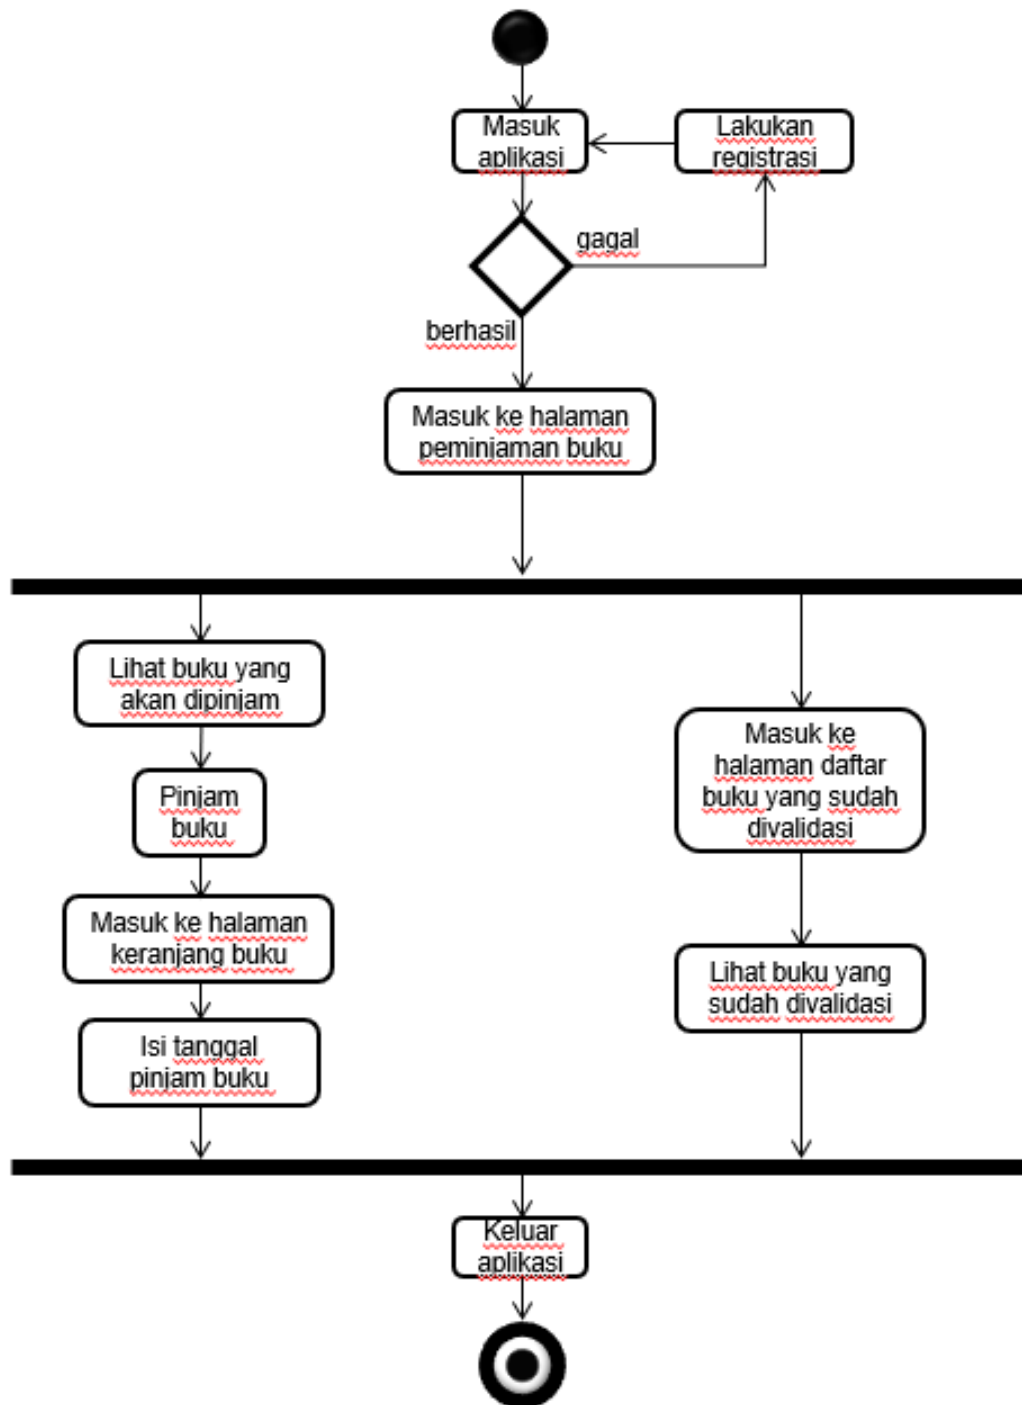 Masuk
aplikasi
Lakukan
registrasi
gagal
berhasil
Masuk ke halaman
peminjaman buku
Lihat buku yang
akan dipinjam
Pinjam
buku
Masuk ke halaman
keranjang buku
Isi tanggal
pinjam buku
Masuk ke
halaman daftar
buku yang sudah
divalidasi
Lihat buku yang
sudah divalidasi
Keluar
aplikasi